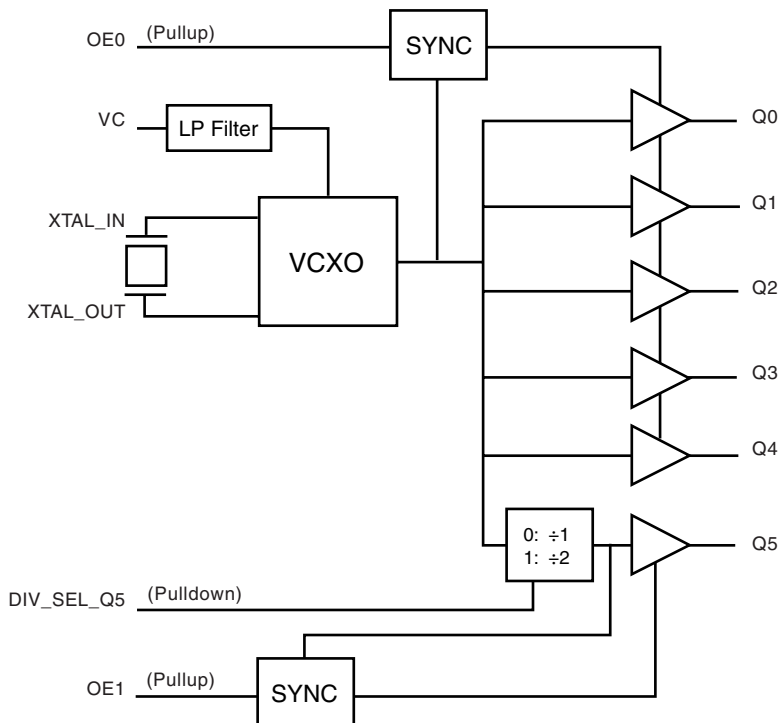 OE0 (Pullup)
SYNC
VC
LP Filter
Q0
XTAL_IN
VCXO
XTAL_OUT
Q1
Q2
Q3
Q4
0: ÷1
1: ÷2
Q5
DIV_SEL_Q5 (Pulldown)
OE1 (Pullup)
SYNC